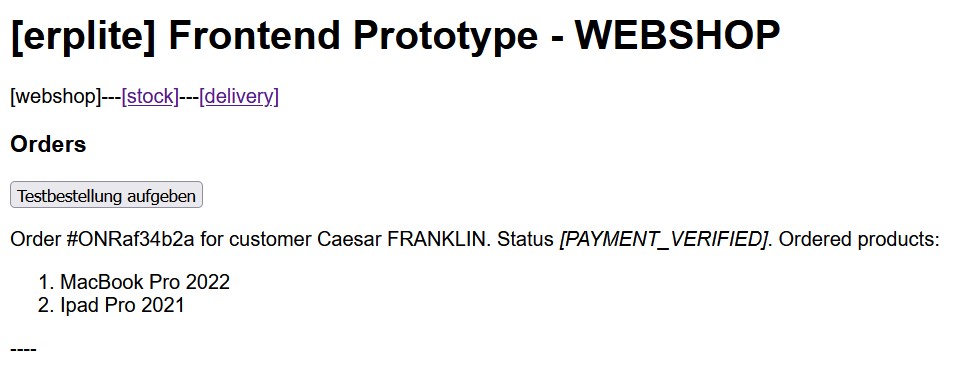 [erplite] Frontend Prototype - WEBSHOP
[webshop]---[stock]---[delivery]
Orders
Testbestellung aufgeben
Order #ONRaf34b2a for customer Caesar FRANKLIN. Status [PAYMENT_VERIFIED]. Ordered products:
1. MacBook Pro 2022
2. Ipad Pro 2021
----